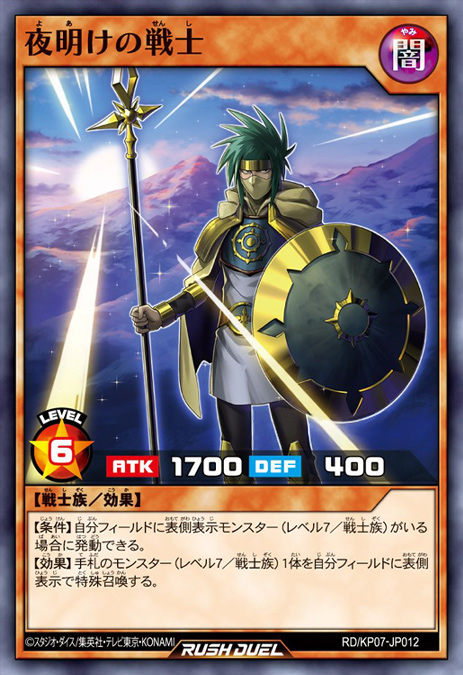 夜明けの戦士
よあ せんし
闇
やみ
LEVEL
6
ATK 1700 DEF 400
【戦士族／効果】
【条件】自分フィールドに表側表示モンスター（レベル7／戦士族）がいる
場合に発動できる。
【効果】手札のモンスター（レベル7／戦士族）1体を自分フィールドに表側
表示で特殊召喚する。
©スタジオ・ダイス/集英社・テレビ東京・KONAMI
RUSH DUEL
RD/KP07-JP012